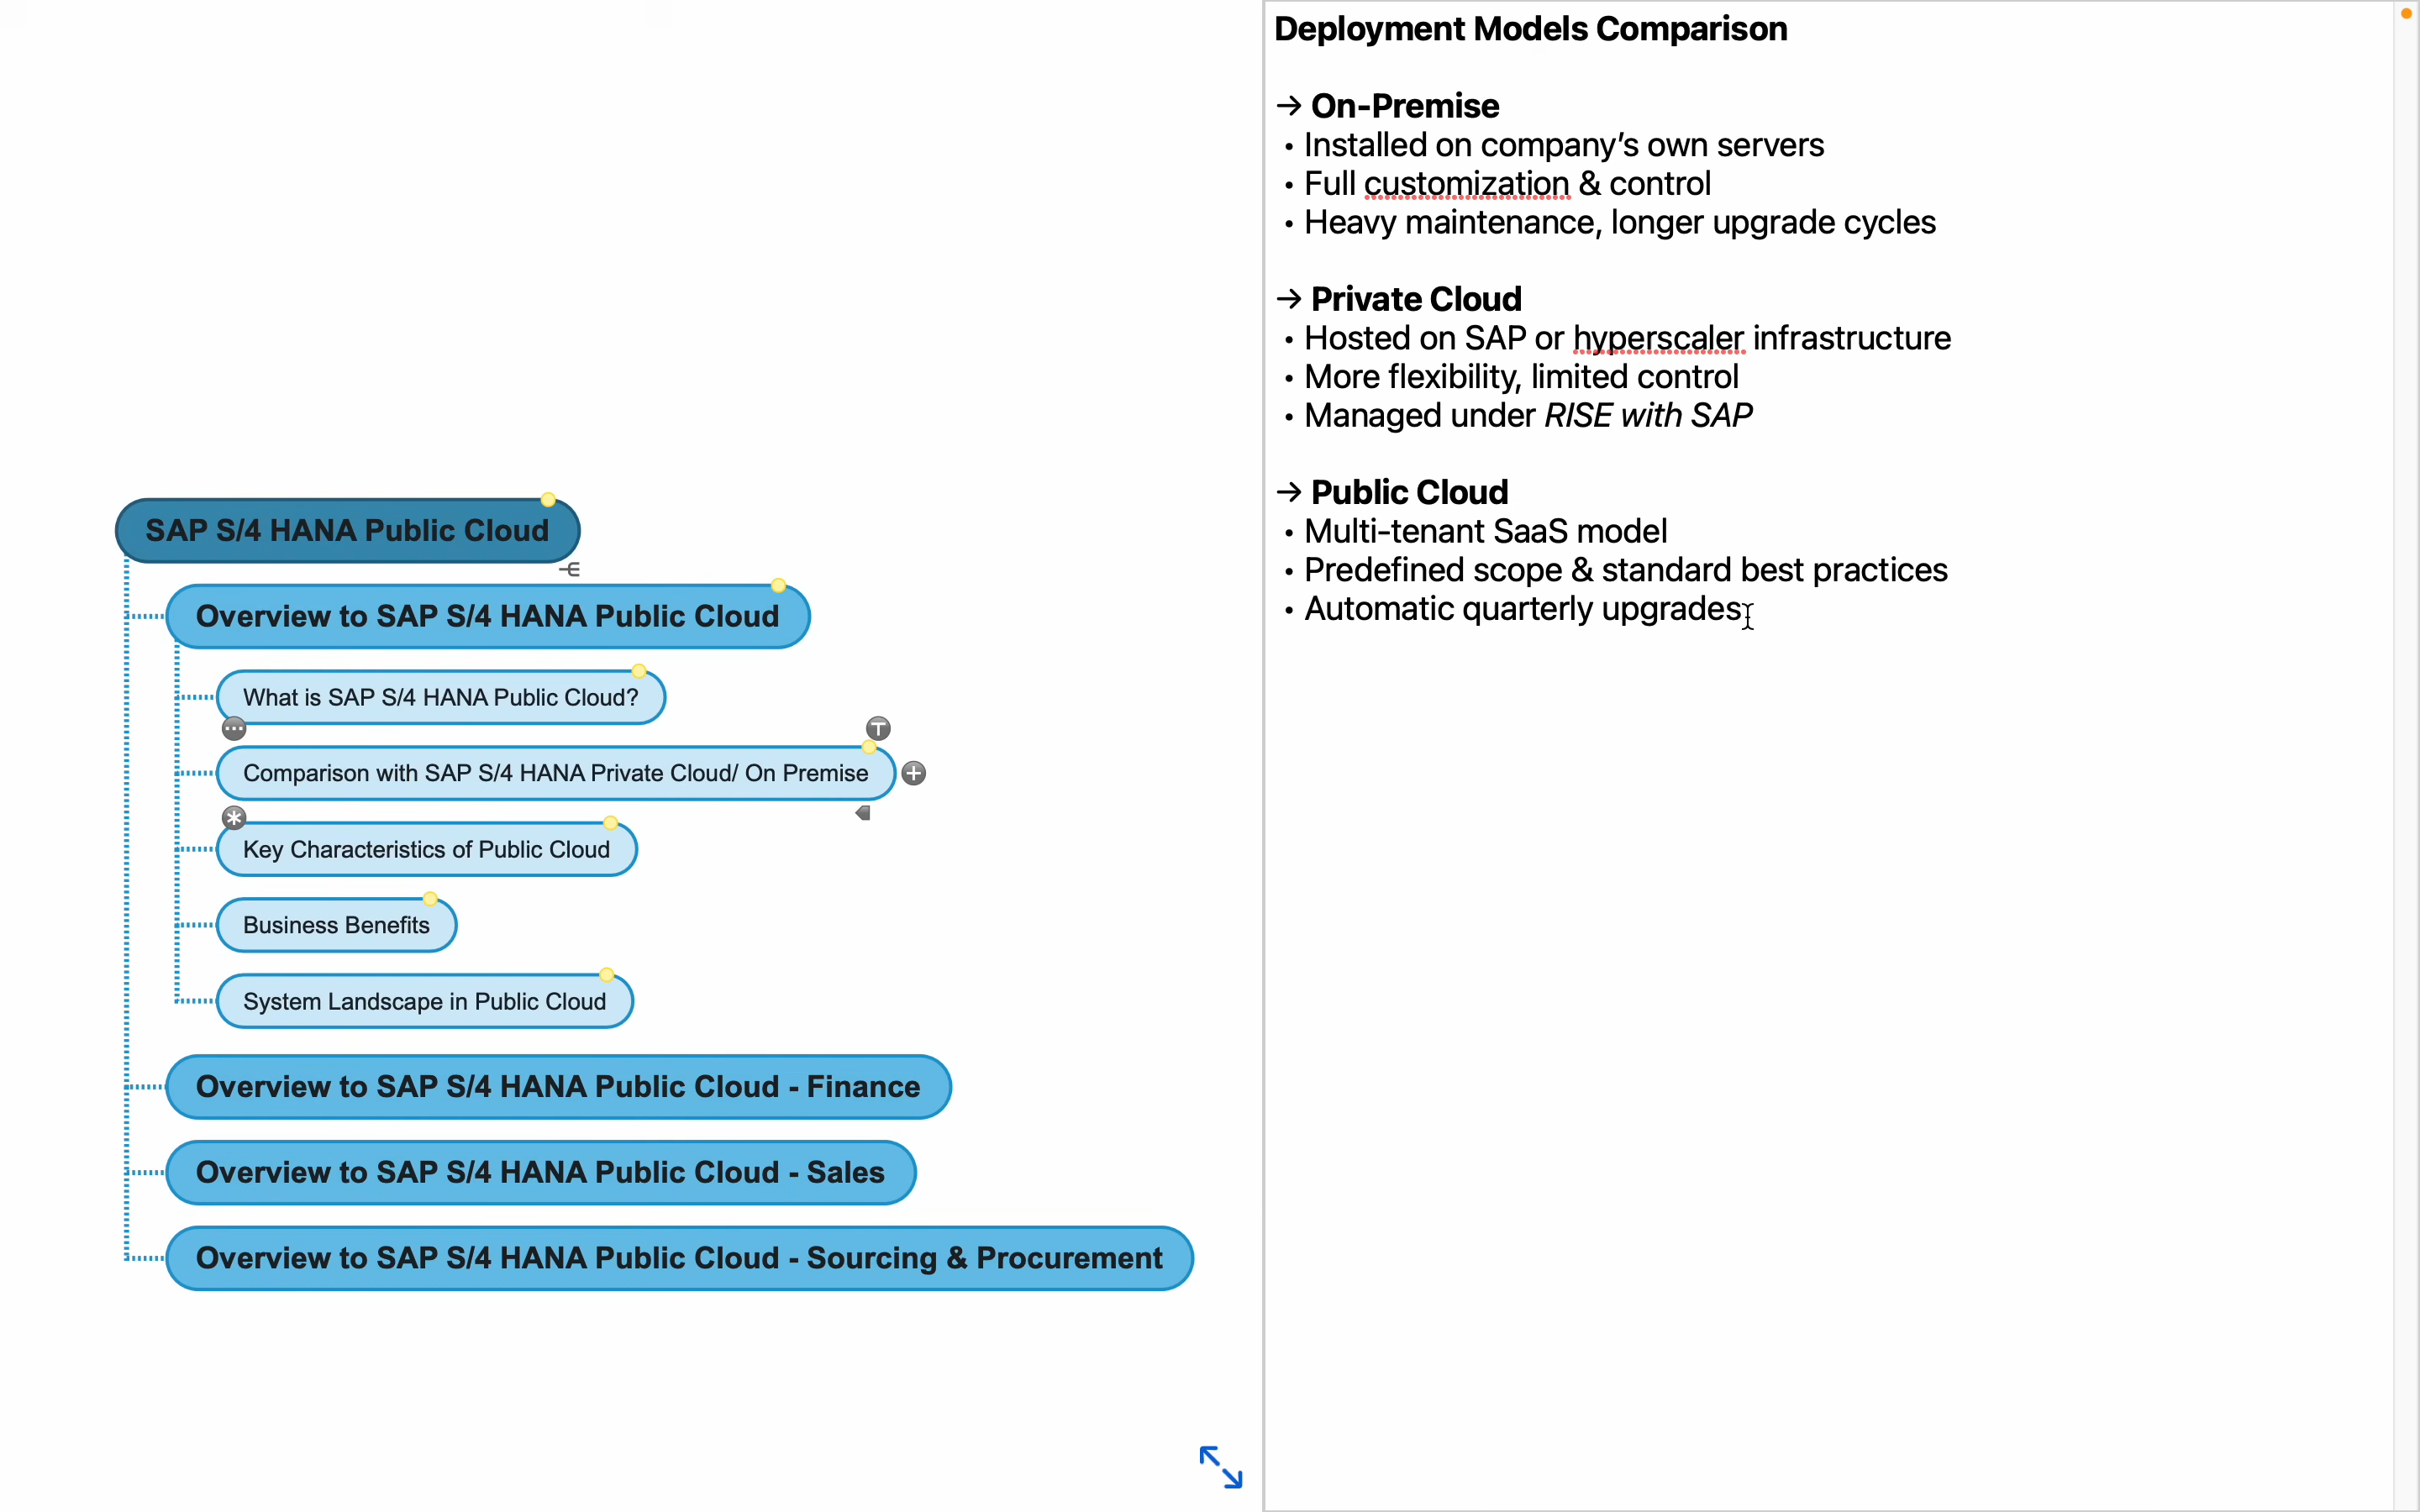 SAP S/4 HANA Public Cloud
Overview to SAP S/4 HANA Public Cloud
What is SAP S/4 HANA Public Cloud?
Comparison with SAP S/4 HANA Private Cloud/ On Premise
Key Characteristics of Public Cloud
Business Benefits
System Landscape in Public Cloud
Overview to SAP S/4 HANA Public Cloud - Finance
Overview to SAP S/4 HANA Public Cloud - Sales
Overview to SAP S/4 HANA Public Cloud - Sourcing & Procurement
Deployment Models Comparison
→ On-Premise
• Installed on company’s own servers
• Full customization & control
• Heavy maintenance, longer upgrade cycles
→ Private Cloud
• Hosted on SAP or hyperscaler infrastructure
• More flexibility, limited control
• Managed under RISE with SAP
→ Public Cloud
• Multi-tenant SaaS model
• Predefined scope & standard best practices
• Automatic quarterly upgrades